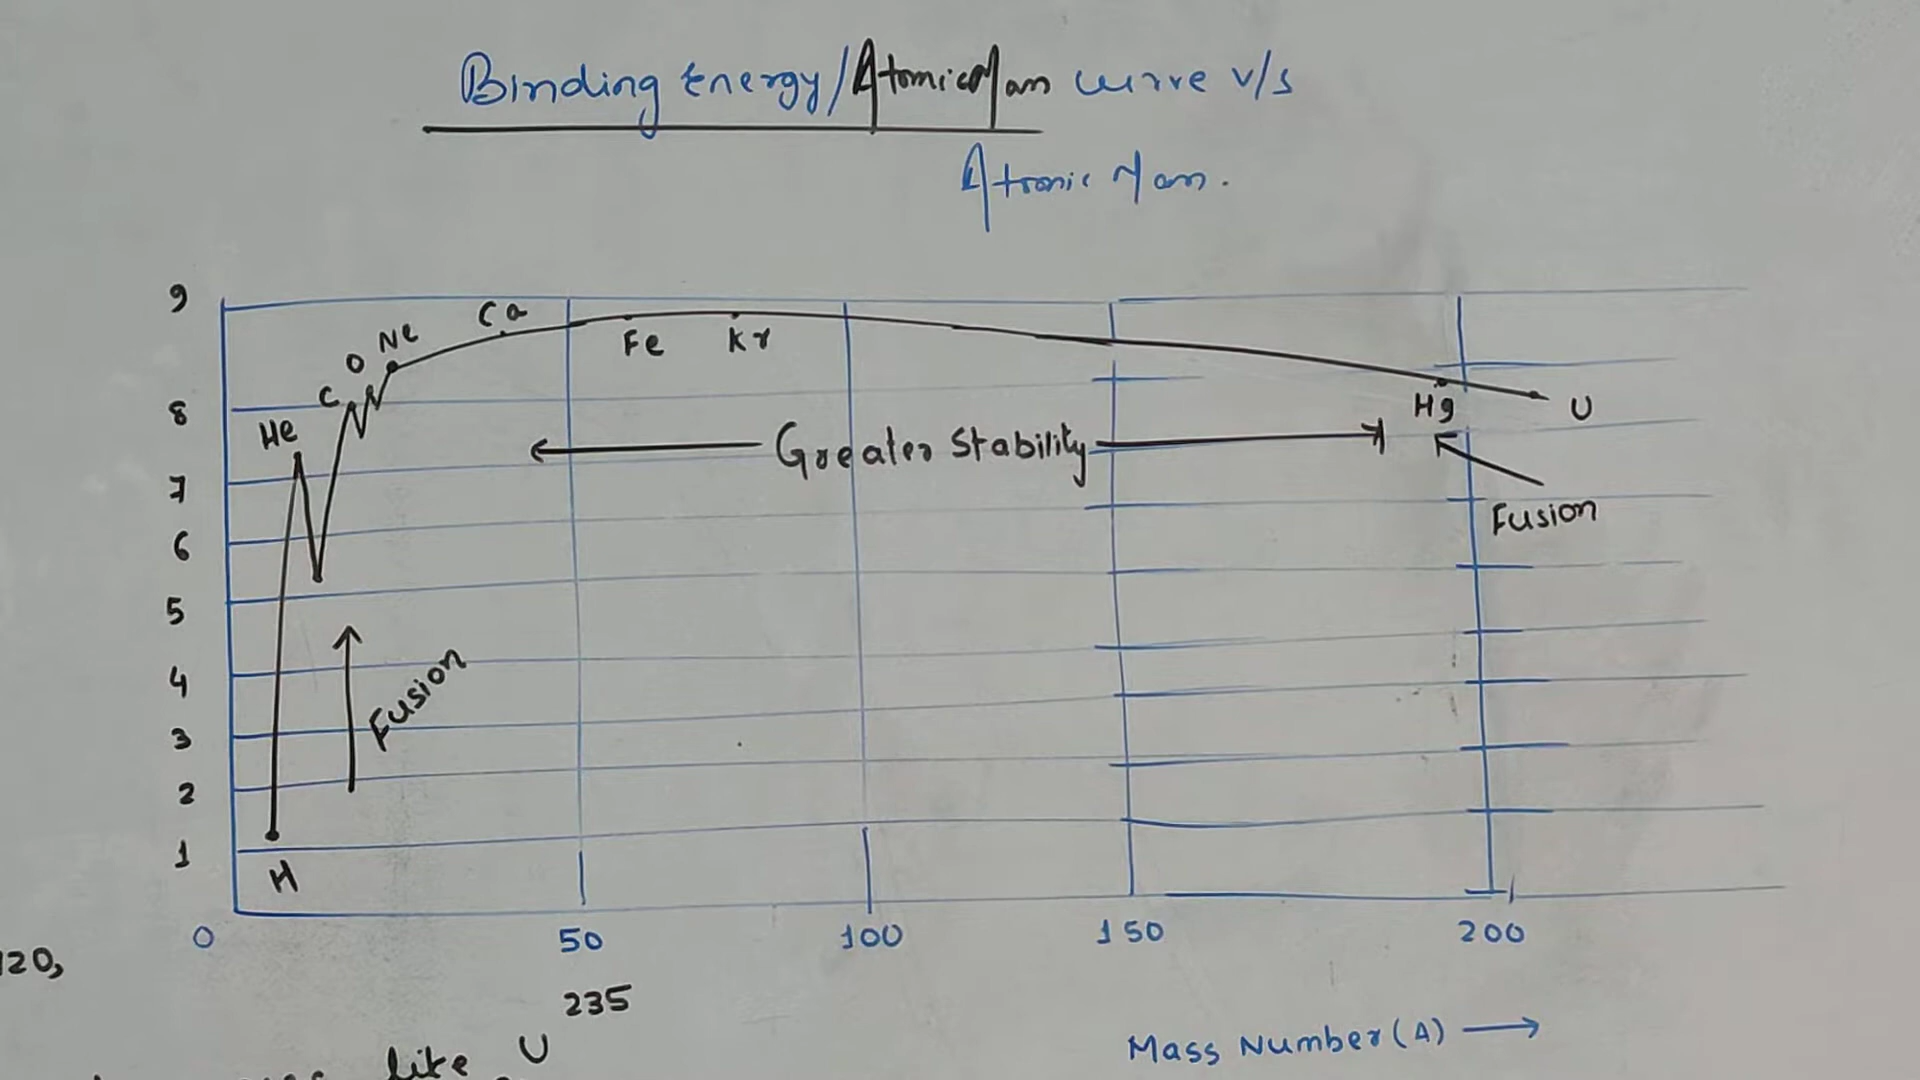 Binding Energy/Atomic Mass curve v/s
Atomic Mass.
9
Ca
Ne
O
Fe
Kr
C
8
Hg
U
He
Greater Stability
7
Fusion
6
5
Fusion
4
3
2
1
H
0 50 100 150 200
120,
235
Mass Number (A)
like U